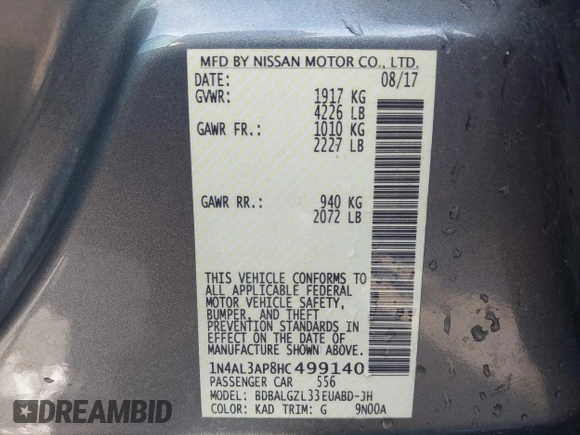 MFD BY NISSAN MOTOR CO., LTD.
DATE: 08/17
GVWR: 1917 KG
4226 LB
GAWR FR.: 1010 KG
2227 LB
GAWR RR.: 940 KG
2072 LB
THIS VEHICLE CONFORMS TO
ALL APPLICABLE FEDERAL
MOTOR VEHICLE SAFETY,
BUMPER, AND THEFT
PREVENTION STANDARDS IN
EFFECT ON THE DATE OF
MANUFACTURE SHOWN ABOVE.
1N4AL3AP8HC499140
PASSENGER CAR 556
MODEL: BDBALGZL33EUABD-JH
COLOR: KAD TRIM: G 9N00A
DREAMBID